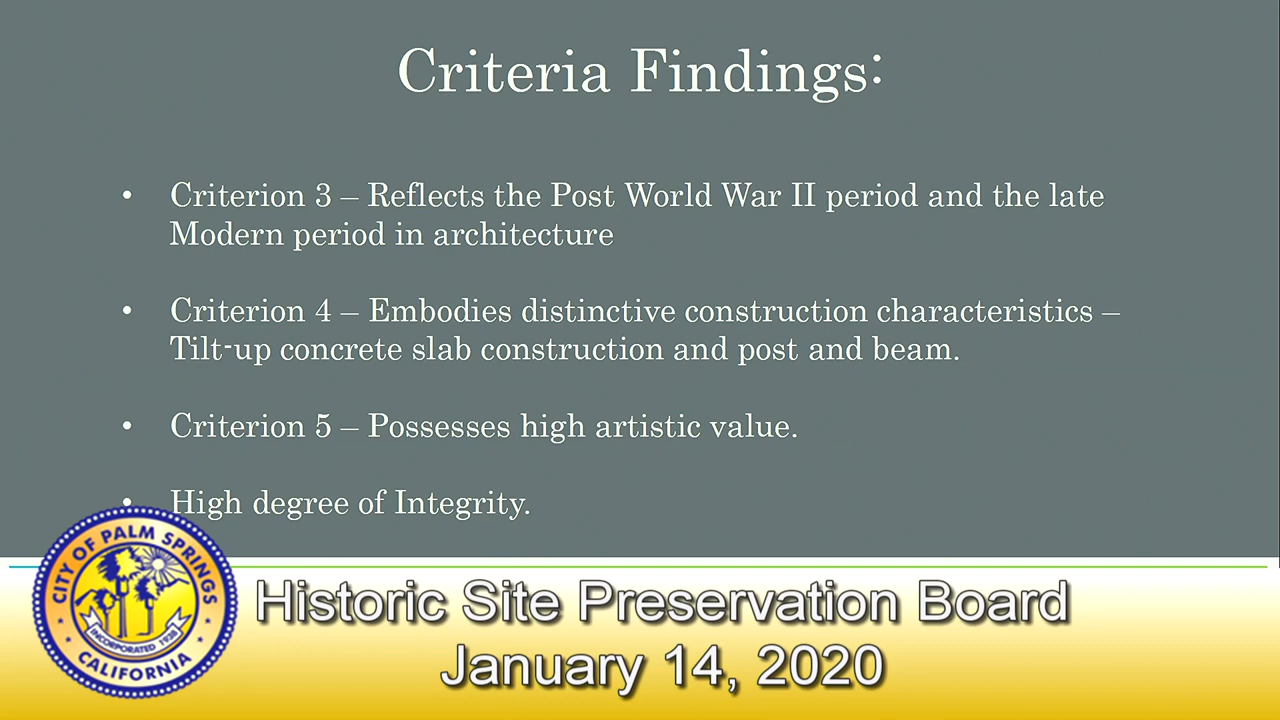 Criteria Findings:
• Criterion 3 – Reflects the Post World War II period and the late
Modern period in architecture
• Criterion 4 – Embodies distinctive construction characteristics –
Tilt-up concrete slab construction and post and beam.
• Criterion 5 – Possesses high artistic value.
• High degree of Integrity.
CITY OF PALM SPRINGS
INCORPORATED 1938
CALIFORNIA
Historic Site Preservation Board
January 14, 2020